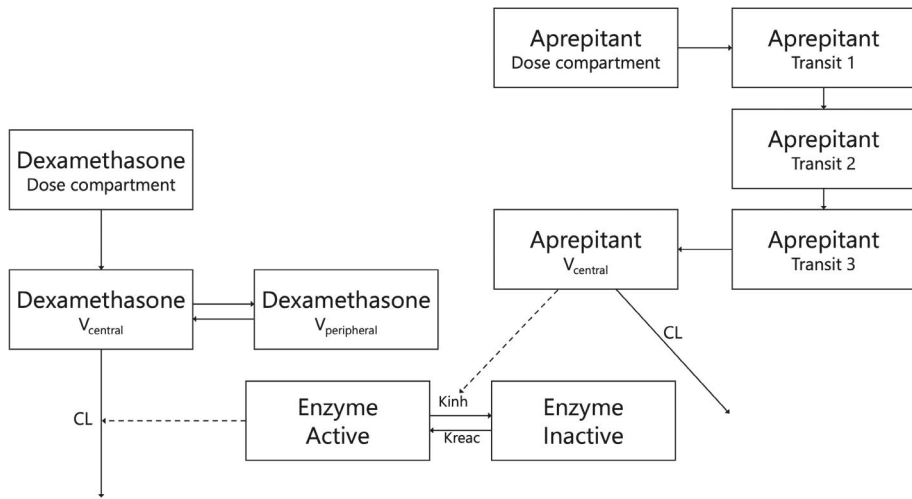 Aprepitant
Dose compartment
Aprepitant
Transit 1
Aprepitant
Transit 2
Aprepitant
Transit 3
Aprepitant
Vcentral
CL
Dexamethasone
Dose compartment
Dexamethasone
Vcentral
Dexamethasone
Vperipheral
CL
Enzyme
Active
Kinh
Kreac
Enzyme
Inactive